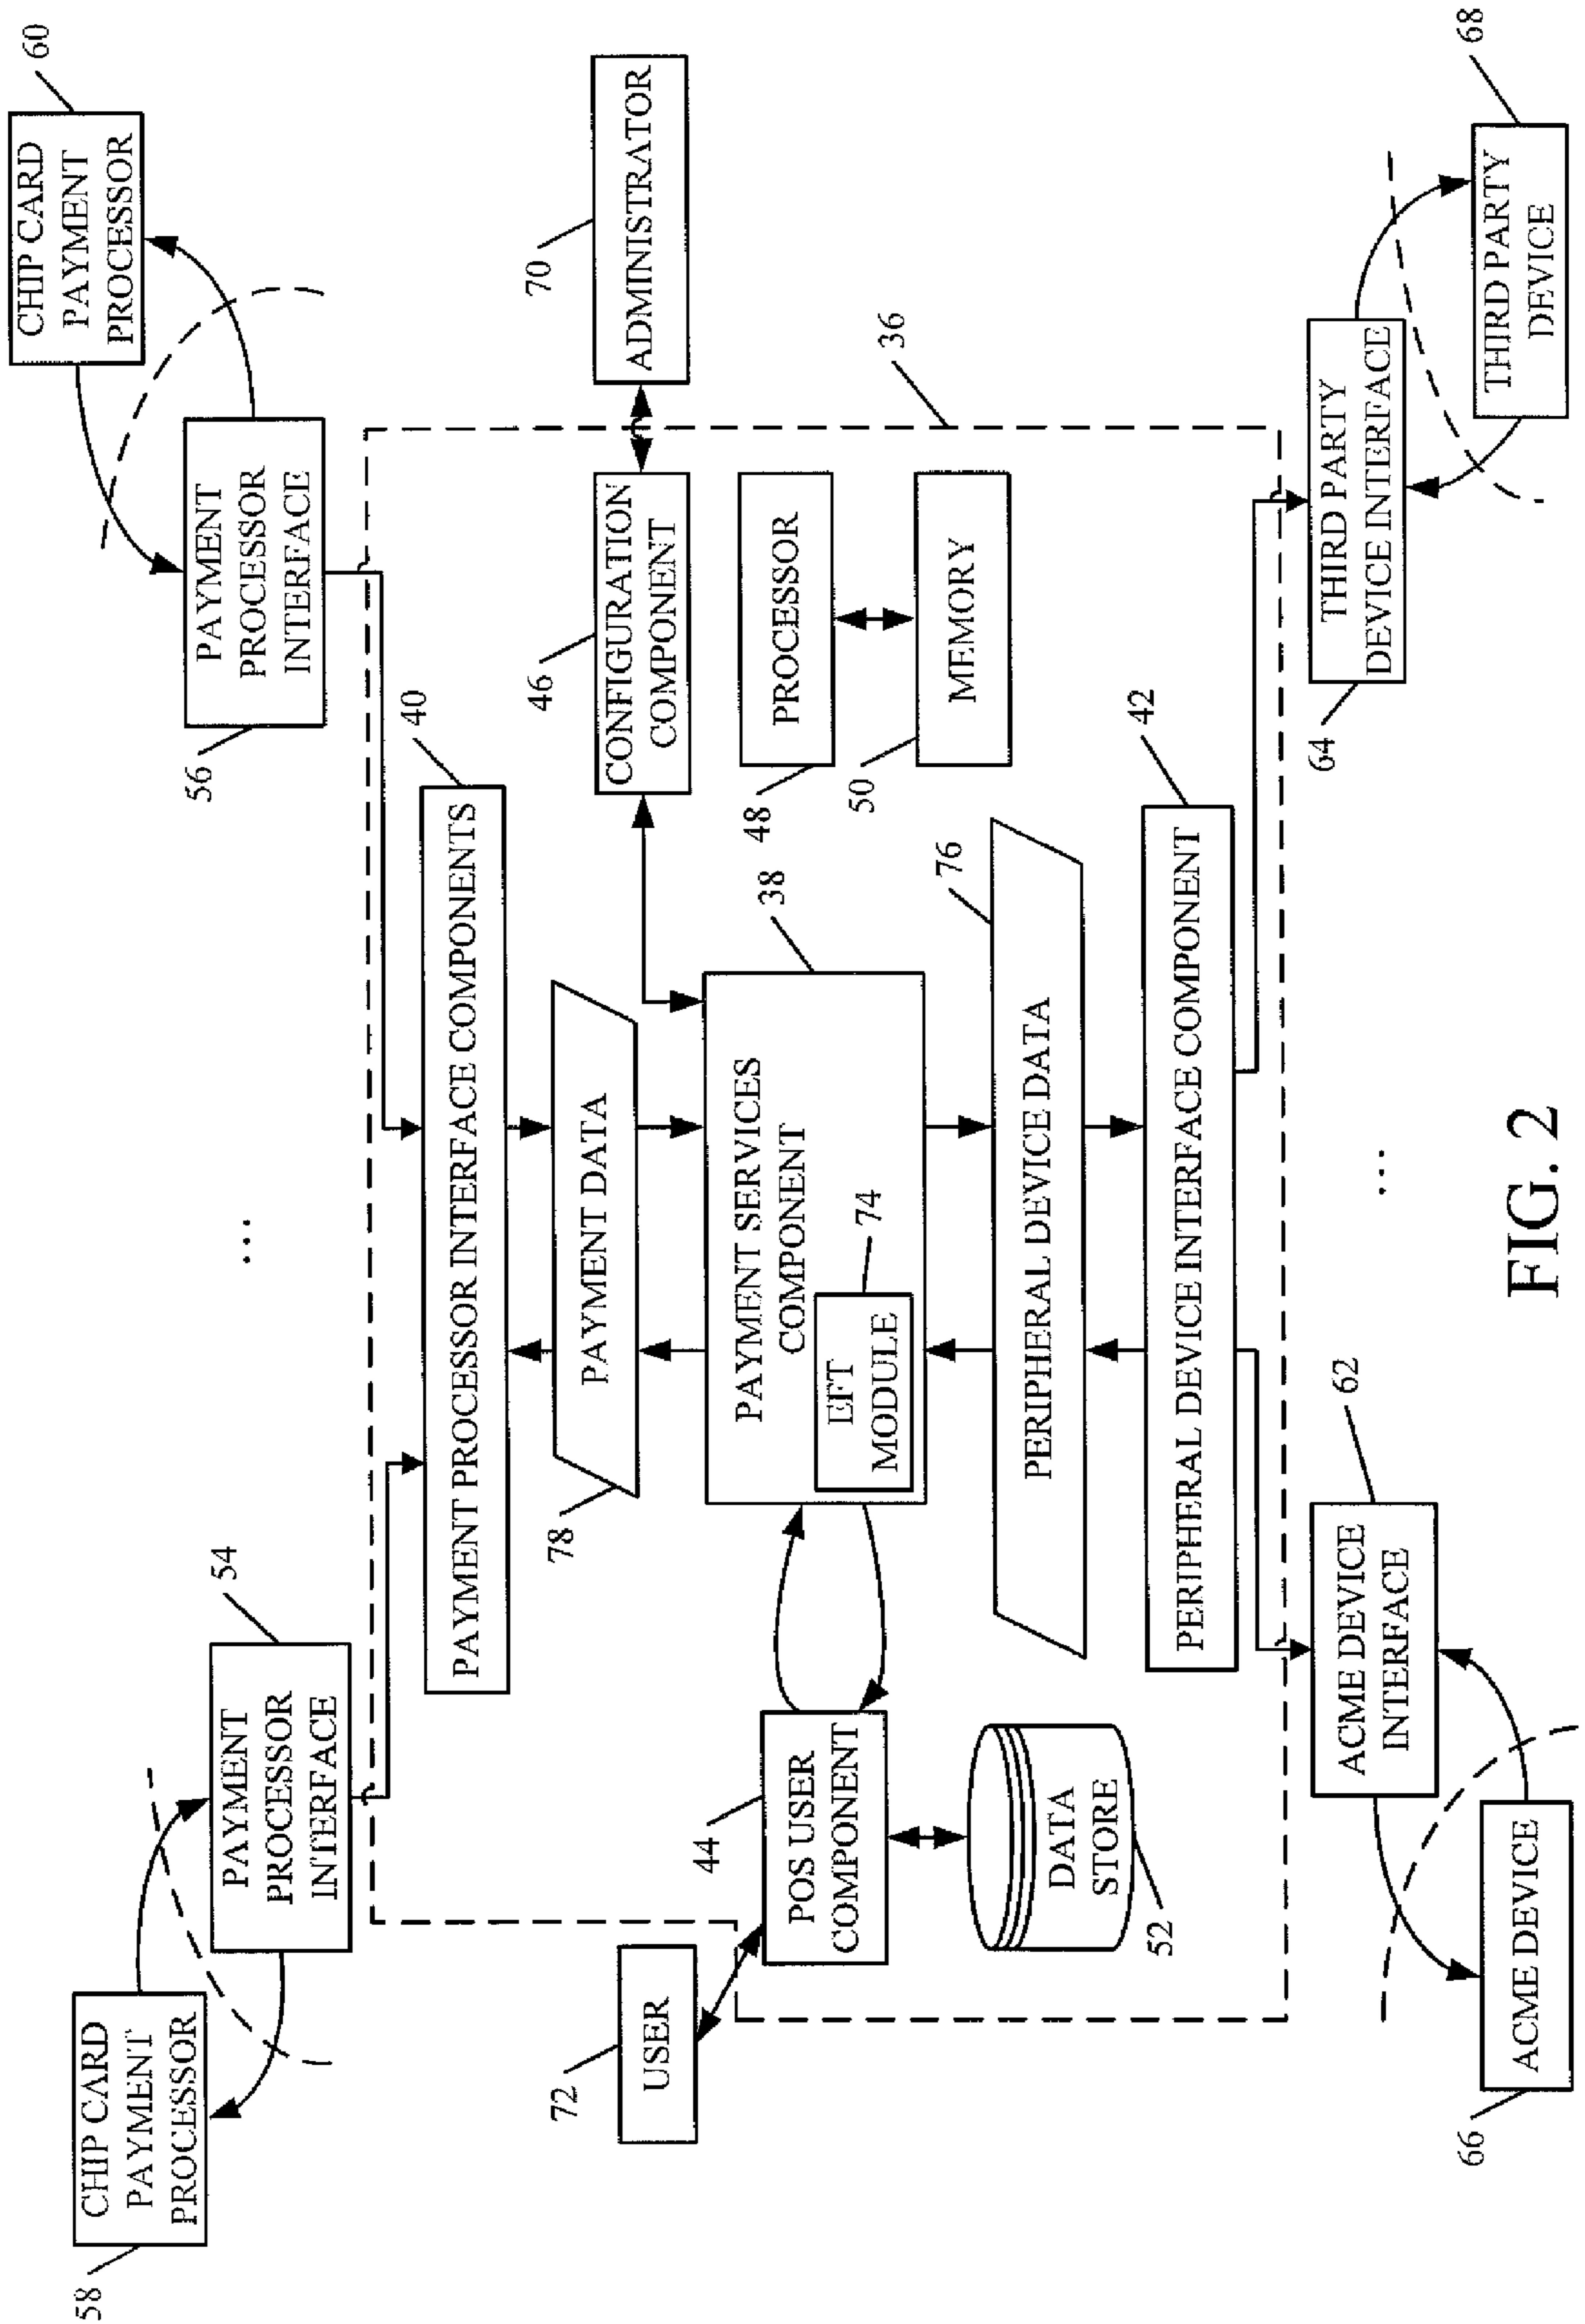 58
CHIP CARD
PAYMENT
PROCESSOR
54
PAYMENT
PROCESSOR
INTERFACE
...
56
PAYMENT
PROCESSOR
INTERFACE
60
CHIP CARD
PAYMENT
PROCESSOR
40
PAYMENT PROCESSOR INTERFACE COMPONENTS
78
PAYMENT DATA
72
USER
46
CONFIGURATION
COMPONENT
70
ADMINISTRATOR
44
POS USER
COMPONENT
38
PAYMENT SERVICES
COMPONENT
74
EFT
MODULE
48
PROCESSOR
50
MEMORY
36
52
DATA
STORE
76
PERIPHERAL DEVICE DATA
42
PERIPHERAL DEVICE INTERFACE COMPONENT
62
ACME DEVICE
INTERFACE
...
64
THIRD PARTY
DEVICE INTERFACE
66
ACME DEVICE
68
THIRD PARTY
DEVICE
FIG. 2